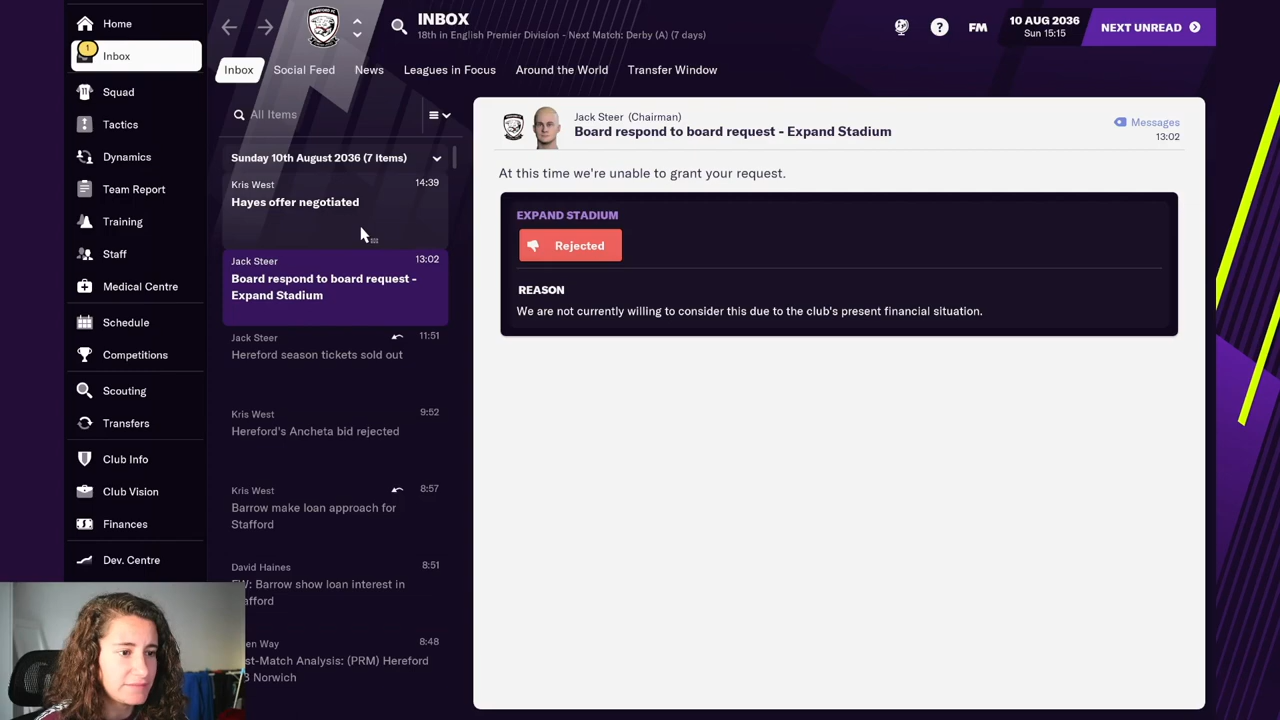 Home
1
Inbox
Squad
Tactics
Dynamics
Team Report
Training
Staff
Medical Centre
Schedule
Competitions
Scouting
Transfers
Club Info
Club Vision
Finances
Dev. Centre
INBOX
18th in English Premier Division - Next Match: Derby (A) (7 days)
FM
10 AUG 2036
Sun 15:15
NEXT UNREAD
Inbox
Social Feed
News
Leagues in Focus
Around the World
Transfer Window
All Items
Sunday 10th August 2036 (7 items)
Kris West
14:39
Hayes offer negotiated
Jack Steer
13:02
Board respond to board request -
Expand Stadium
Jack Steer
11:51
Hereford season tickets sold out
Kris West
9:52
Hereford's Ancheta bid rejected
Kris West
8:57
Barrow make loan approach for
Stafford
David Haines
8:51
FW: Barrow show loan interest in
afford
en Way
8:48
st-Match Analysis: (PRM) Hereford
3 Norwich
Jack Steer (Chairman)
Board respond to board request - Expand Stadium
Messages
13:02
At this time we're unable to grant your request.
EXPAND STADIUM
Rejected
REASON
We are not currently willing to consider this due to the club's present financial situation.